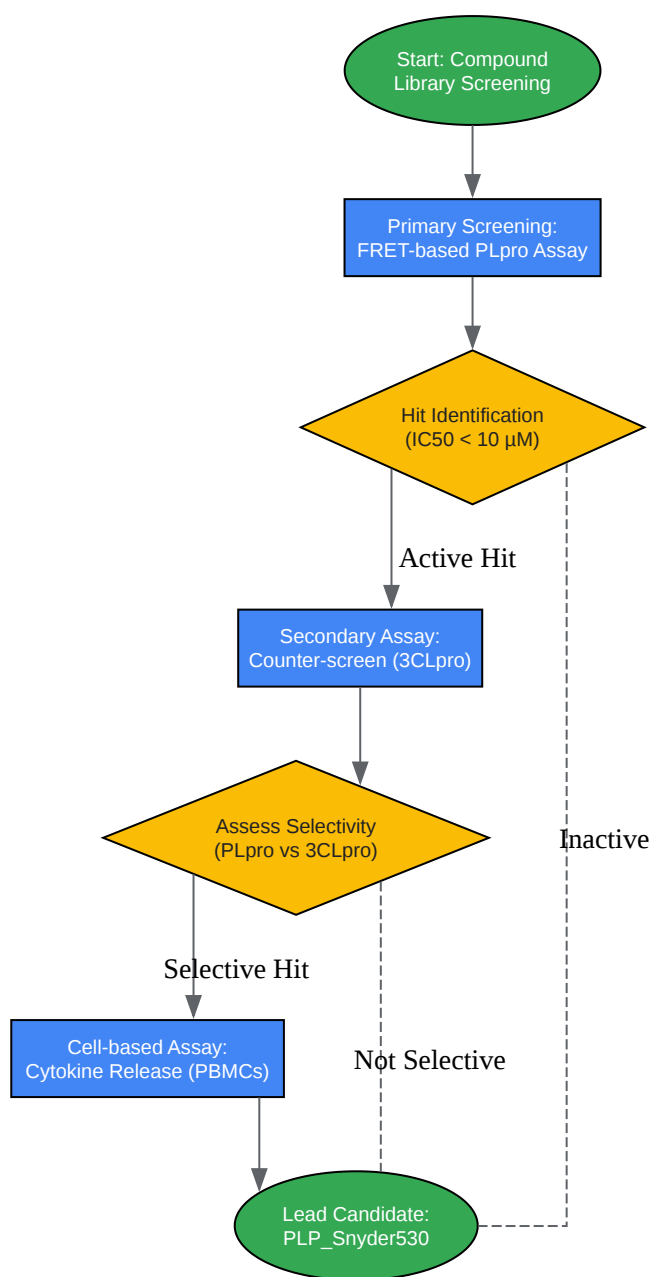 Start: Compound
Library Screening
Primary Screening:
FRET-based PLpro Assay
Hit Identification
(IC50 < 10 µM)
Active Hit
Secondary Assay:
Counter-screen (3CLpro)
Assess Selectivity
(PLpro vs 3CLpro)
Inactive
Selective Hit
Cell-based Assay:
Cytokine Release (PBMCs)
Not Selective
Lead Candidate:
PLP_Snyder530